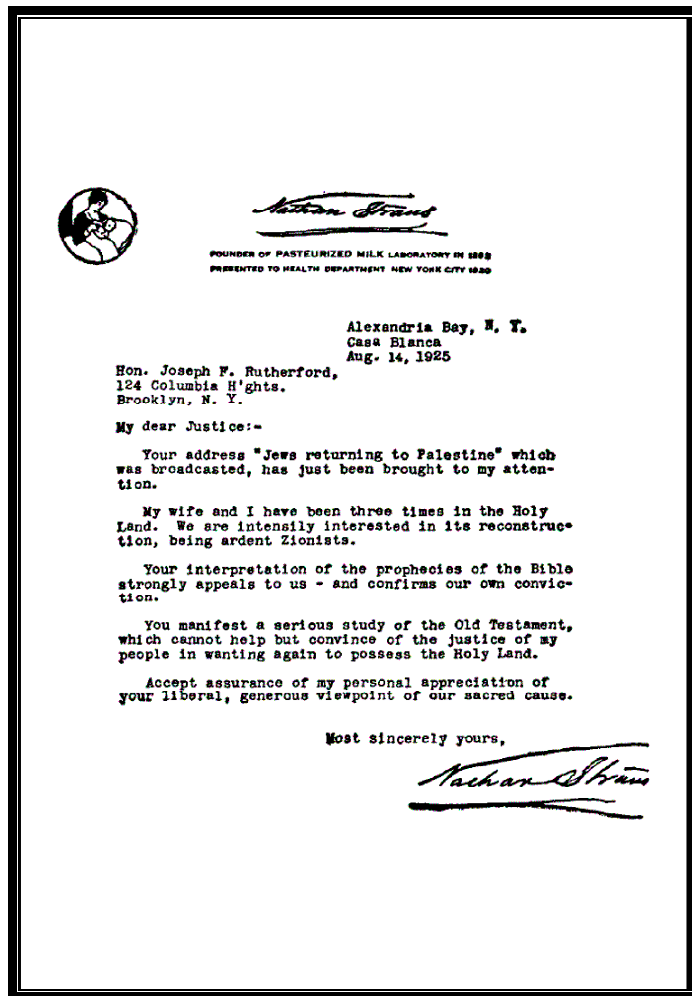 Nathan Straus
FOUNDER OF PASTEURIZED MILK LABORATORY IN 1892
PRESENTED TO HEALTH DEPARTMENT NEW YORK CITY 1920
Alexandria Bay, N. Y.
Casa Blanca
Aug. 14, 1925
Hon. Joseph F. Rutherford,
124 Columbia H'ghts.
Brooklyn, N. Y.
My dear Justice:-
Your address "Jews returning to Palestine" which
was broadcasted, has just been brought to my atten-
tion.
My wife and I have been three times in the Holy
Land. We are intensily interested in its reconstruc-
tion, being ardent Zionists.
Your interpretation of the prophecies of the Bible
strongly appeals to us - and confirms our own convic-
tion.
You manifest a serious study of the Old Testament,
which cannot help but convince of the justice of my
people in wanting again to possess the Holy Land.
Accept assurance of my personal appreciation of
your liberal, generous viewpoint of our sacred cause.
Most sincerely yours,
Nathan Straus